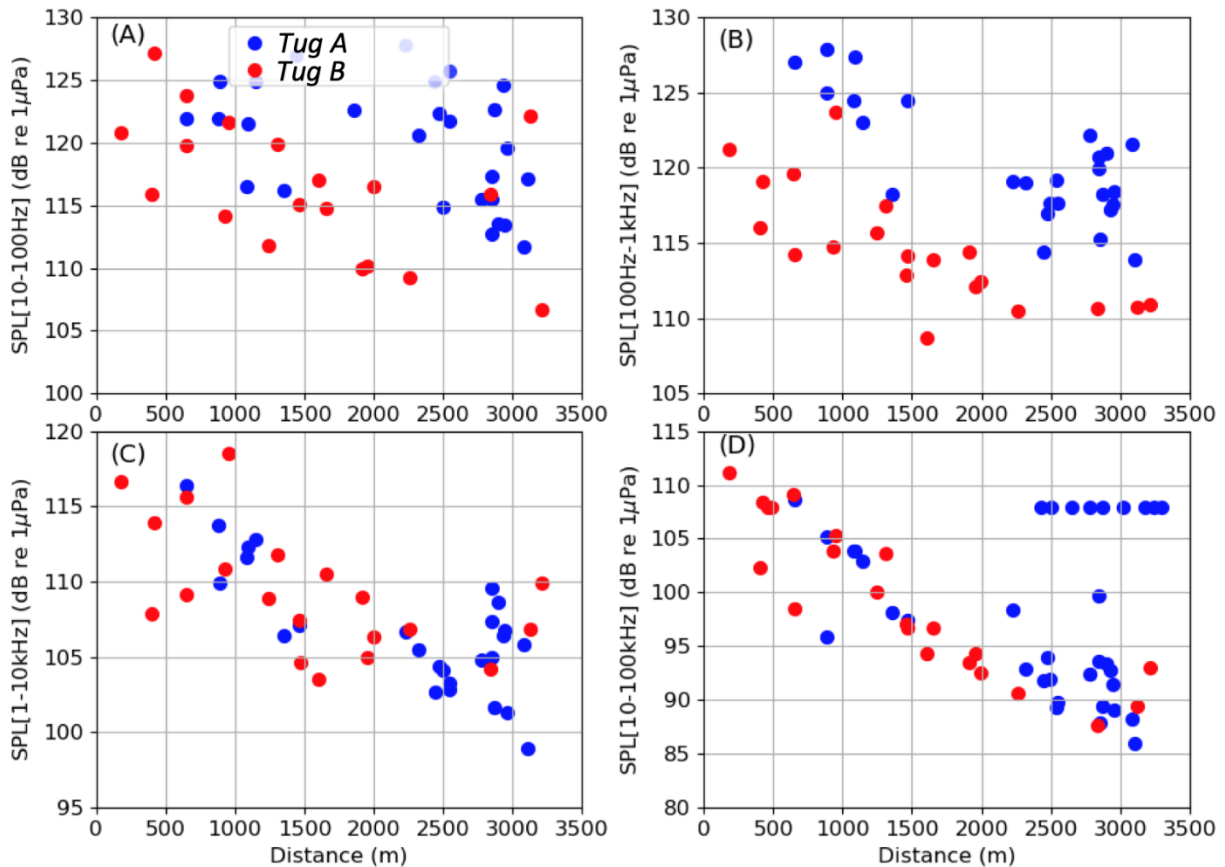 130
125
120
115
110
105
100
SPL[10-100Hz] (dB re 1μPa)
(A)
Tug A
Tug B
0 500 1000 1500 2000 2500 3000 3500
130
125
120
115
110
105
SPL[100Hz-1kHz] (dB re 1μPa)
(B)
0 500 1000 1500 2000 2500 3000 3500
120
115
110
105
100
95
SPL[1-10kHz] (dB re 1μPa)
(C)
0 500 1000 1500 2000 2500 3000 3500
Distance (m)
115
110
105
100
95
90
85
80
SPL[10-100kHz] (dB re 1μPa)
(D)
0 500 1000 1500 2000 2500 3000 3500
Distance (m)